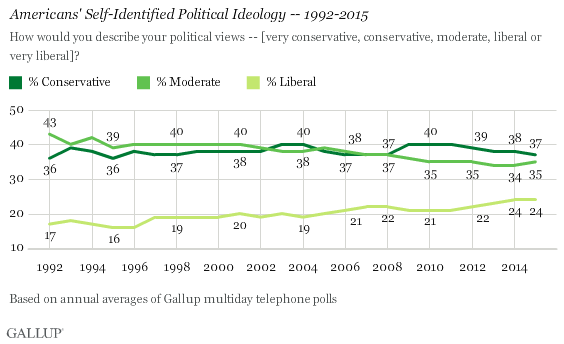 Americans' Self-Identified Political Ideology -- 1992-2015
How would you describe your political views -- [very conservative, conservative, moderate, liberal or
very liberal]?
% Conservative % Moderate % Liberal
50
43 39 40 40 40 38 37 40 39 38 37
40
36 36 37 38 38 37 37 35 35 34 35
30
20
17 16 19 20 19 21 22 21 22 24 24
10
1992 1994 1996 1998 2000 2002 2004 2006 2008 2010 2012 2014
Based on annual averages of Gallup multiday telephone polls
GALLUP®